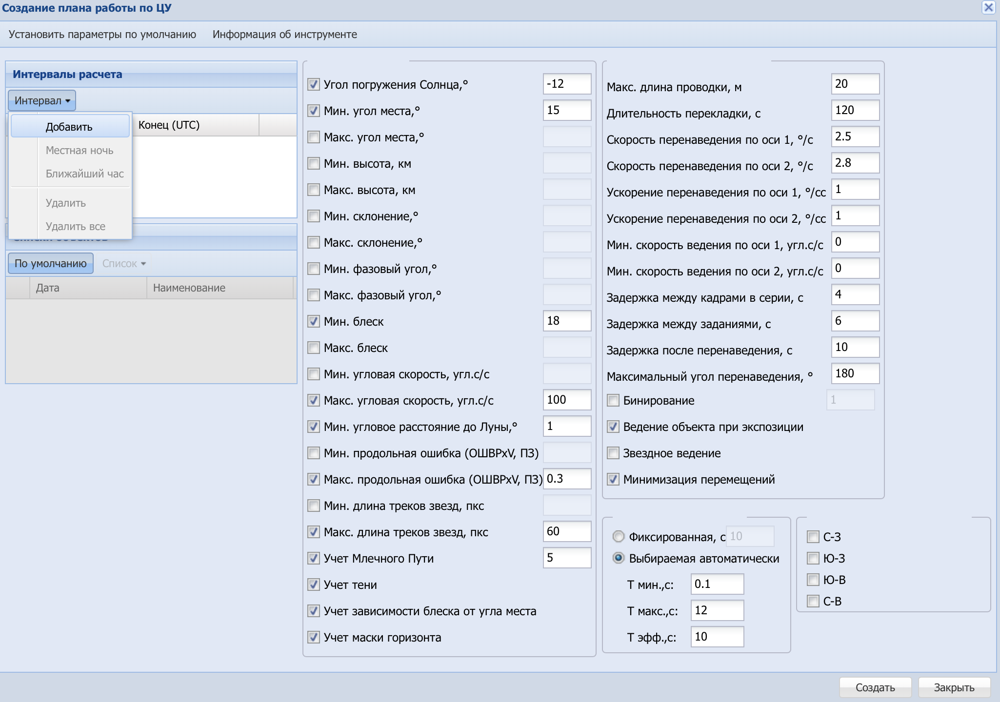 Создание плана работы по ЦУ
Установить параметры по умолчанию Информация об инструменте
Интервалы расчета
Интервал
Добавить
Местная ночь
Ближайший час
Удалить
Удалить все
Конец (UTC)
По умолчанию Список
Дата Наименование
Угол погружения Солнца,° -12
Мин. угол места,° 15
Макс. угол места,°
Мин. высота, км
Макс. высота, км
Мин. склонение,°
Макс. склонение,°
Мин. фазовый угол,°
Макс. фазовый угол,°
Мин. блеск 18
Макс. блеск
Мин. угловая скорость, угл.с/с
Макс. угловая скорость, угл.с/с 100
Мин. угловое расстояние до Луны,° 1
Мин. продольная ошибка (ОШВРхV, ПЗ)
Макс. продольная ошибка (ОШВРхV, ПЗ) 0.3
Мин. длина треков звезд, пкс
Макс. длина треков звезд, пкс 60
Учет Млечного Пути 5
Учет тени
Учет зависимости блеска от угла места
Учет маски горизонта
Макс. длина проводки, м 20
Длительность перекладки, с 120
Скорость перенаведения по оси 1, °/с 2.5
Скорость перенаведения по оси 2, °/с 2.8
Ускорение перенаведения по оси 1, °/сс 1
Ускорение перенаведения по оси 2, °/сс 1
Мин. скорость ведения по оси 1, угл.с/с 0
Мин. скорость ведения по оси 2, угл.с/с 0
Задержка между кадрами в серии, с 4
Задержка между заданиями, с 6
Задержка после перенаведения, с 10
Максимальный угол перенаведения, ° 180
Бинирование 1
Ведение объекта при экспозиции
Звездное ведение
Минимизация перемещений
Фиксированная, с 10
Выбираемая автоматически
Т мин.,с: 0.1
Т макс.,с: 12
Т эфф.,с: 10
С-З
Ю-З
Ю-В
С-В
Создать Закрыть